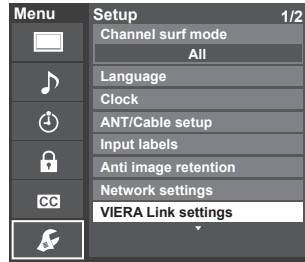 Menu
Setup 1/2
Channel surf mode
All
Language
Clock
ANT/Cable setup
Input labels
Anti image retention
Network settings
CC
VIERA Link settings